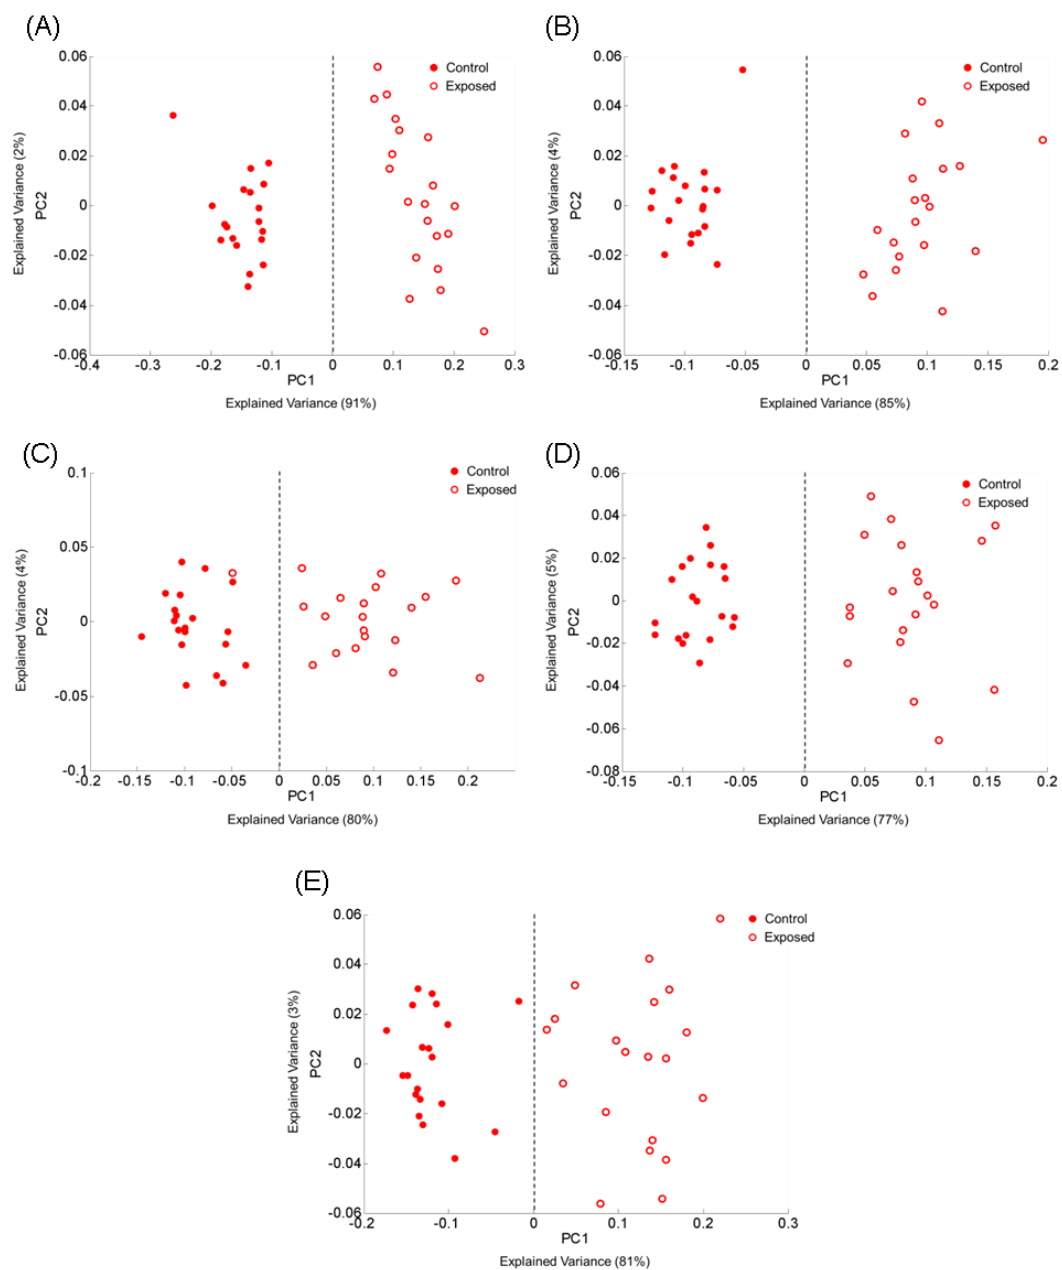 (A)
0.06
0.04
0.02
0
-0.02
-0.04
-0.06
-0.4
-0.3
-0.2
-0.1
0
0.1
0.2
0.3
Explained Variance (2%)
PC2
Control
Exposed
PC1
Explained Variance (91%)
(B)
0.06
0.04
0.02
0
-0.02
-0.04
-0.06
-0.15
-0.1
-0.05
0
0.05
0.1
0.15
0.2
Explained Variance (4%)
PC2
Control
Exposed
PC1
Explained Variance (85%)
(C)
0.1
0.05
0
-0.05
-0.1
-0.2
-0.15
-0.1
-0.05
0
0.05
0.1
0.15
0.2
Explained Variance (4%)
PC2
Control
Exposed
PC1
Explained Variance (80%)
(D)
0.06
0.04
0.02
0
-0.02
-0.04
-0.06
-0.08
-0.15
-0.1
-0.05
0
0.05
0.1
0.15
0.2
Explained Variance (5%)
PC2
Control
Exposed
PC1
Explained Variance (77%)
(E)
0.06
0.04
0.02
0
-0.02
-0.04
-0.06
-0.2
-0.1
0
0.1
0.2
0.3
Explained Variance (3%)
PC2
Control
Exposed
PC1
Explained Variance (81%)